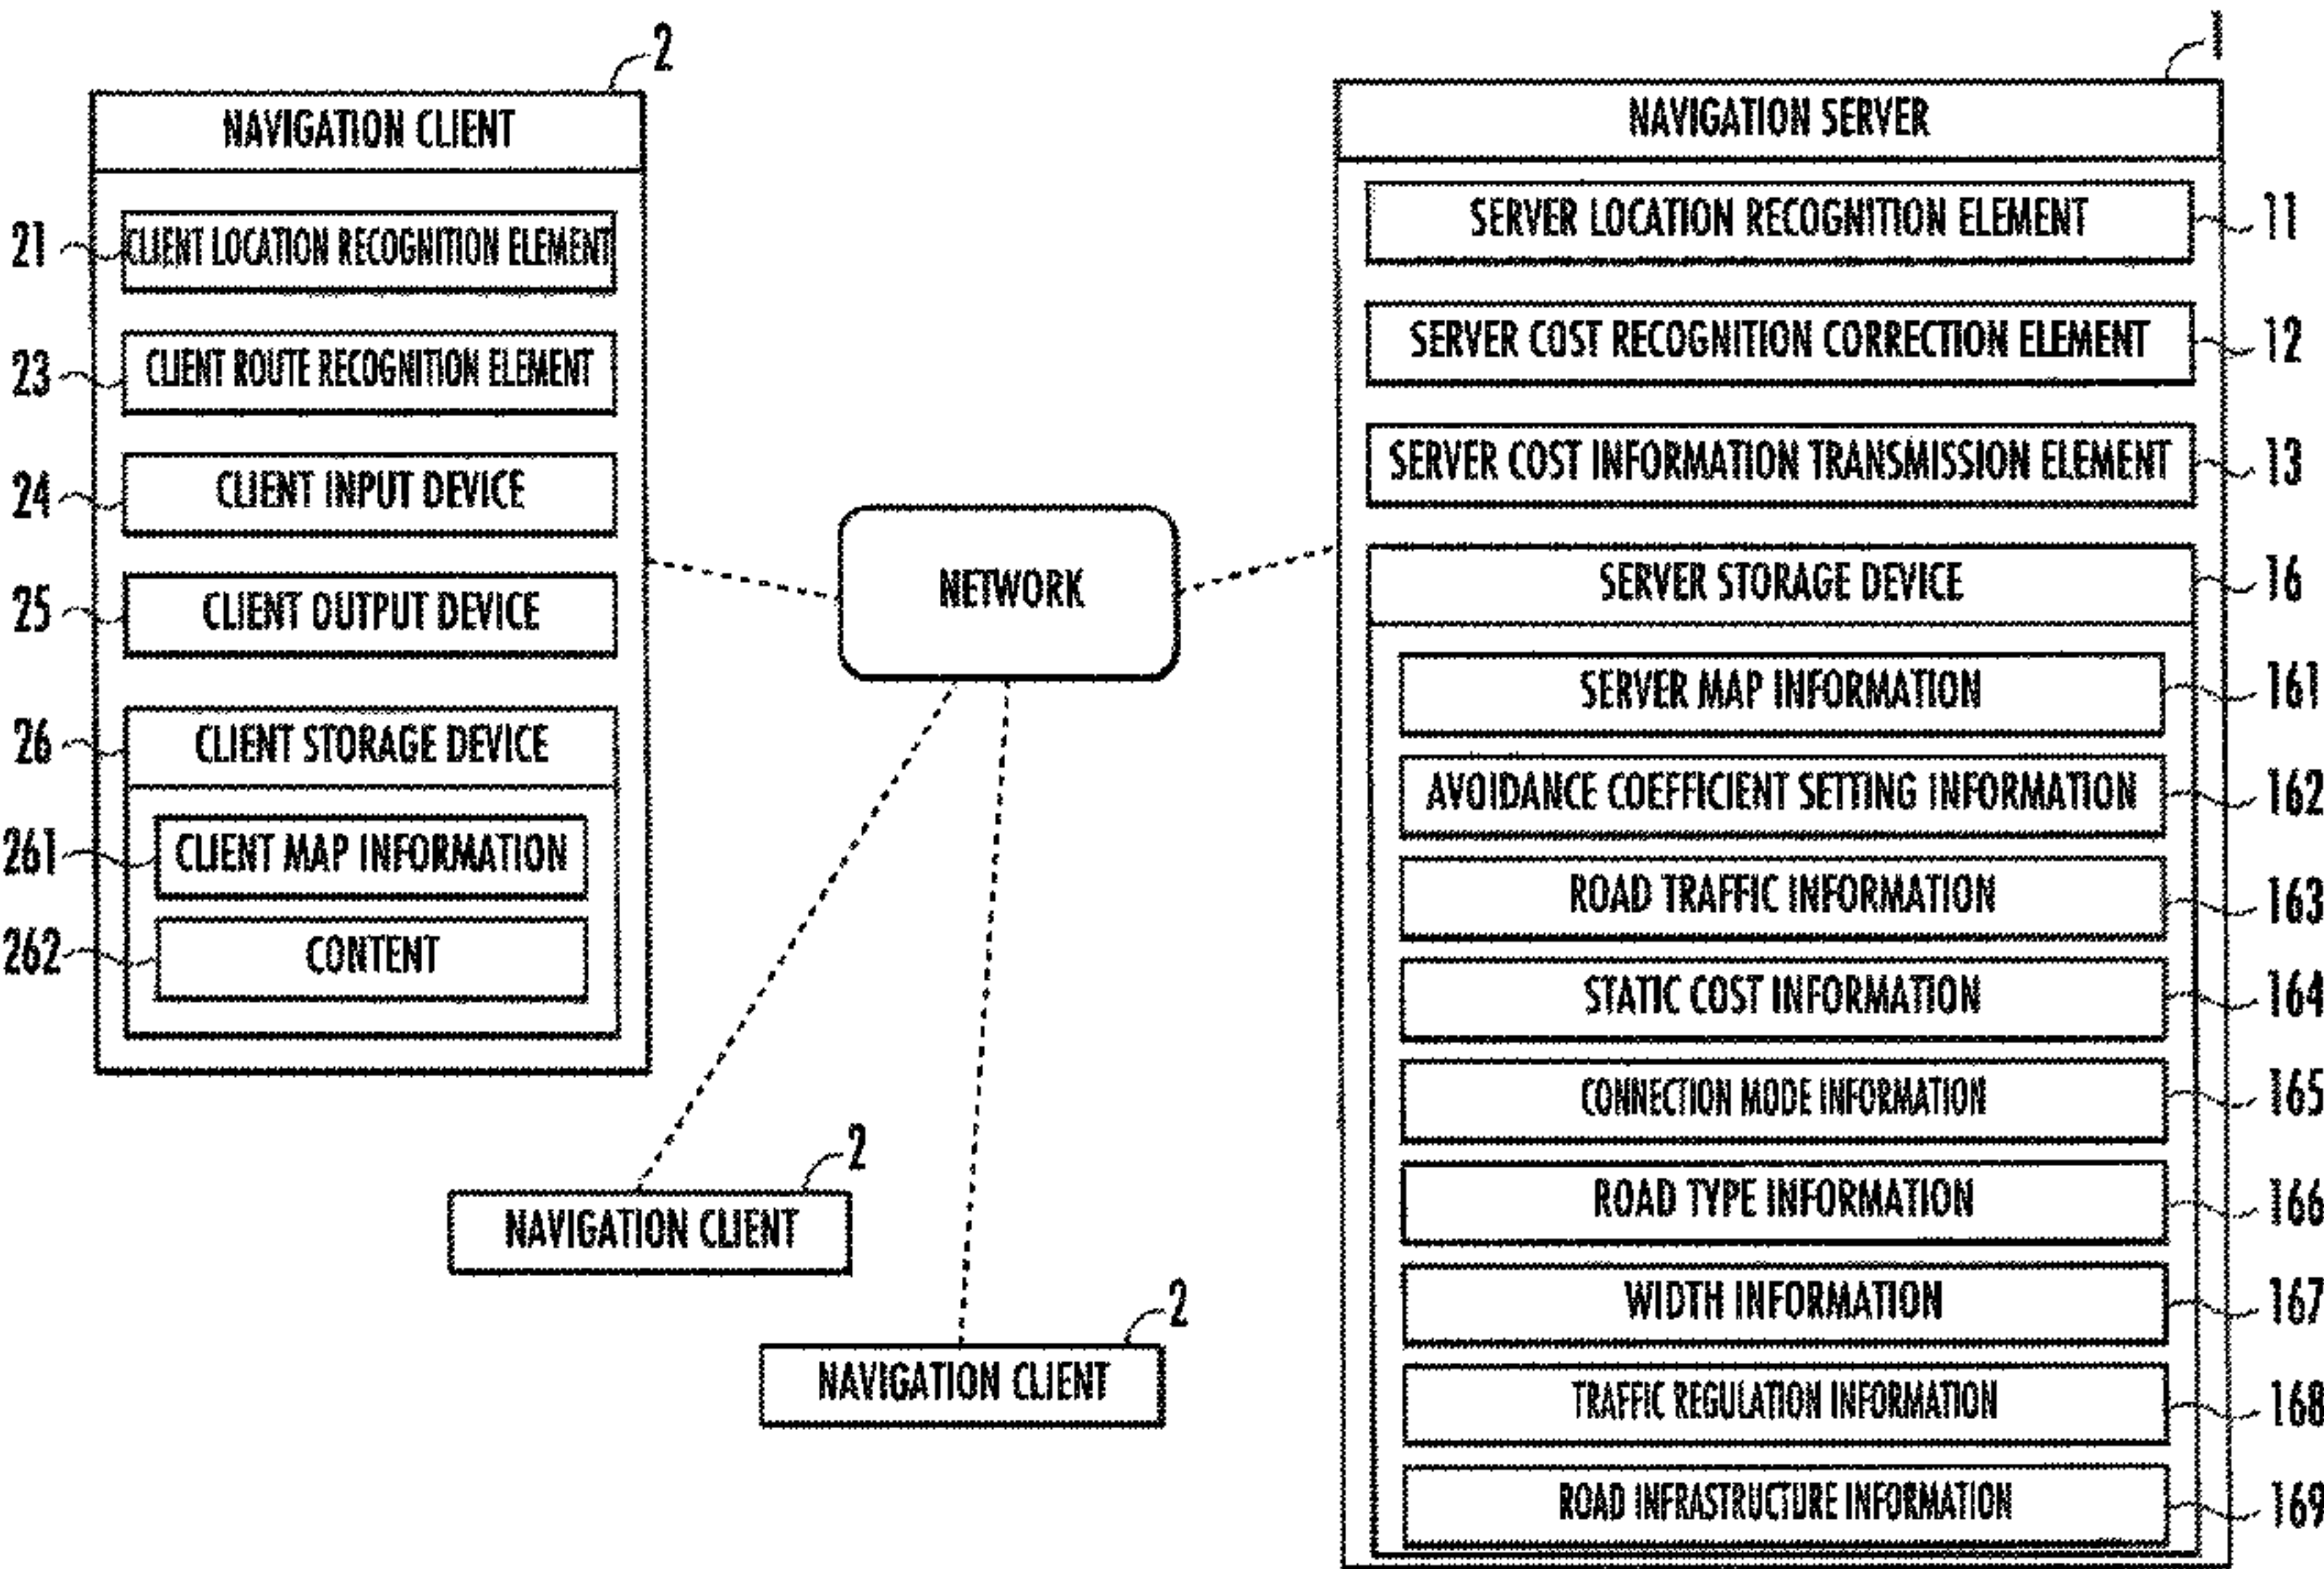 2
NAVIGATION CLIENT
21 CLIENT LOCATION RECOGNITION ELEMENT
23 CLIENT ROUTE RECOGNITION ELEMENT
24 CLIENT INPUT DEVICE
25 CLIENT OUTPUT DEVICE
26 CLIENT STORAGE DEVICE
261 CLIENT MAP INFORMATION
262 CONTENT
NETWORK
2
NAVIGATION CLIENT
2
NAVIGATION CLIENT
1
NAVIGATION SERVER
SERVER LOCATION RECOGNITION ELEMENT 11
SERVER COST RECOGNITION CORRECTION ELEMENT 12
SERVER COST INFORMATION TRANSMISSION ELEMENT 13
SERVER STORAGE DEVICE 16
SERVER MAP INFORMATION 161
AVOIDANCE COEFFICIENT SETTING INFORMATION 162
ROAD TRAFFIC INFORMATION 163
STATIC COST INFORMATION 164
CONNECTION MODE INFORMATION 165
ROAD TYPE INFORMATION 166
WIDTH INFORMATION 167
TRAFFIC REGULATION INFORMATION 168
ROAD INFRASTRUCTURE INFORMATION 169